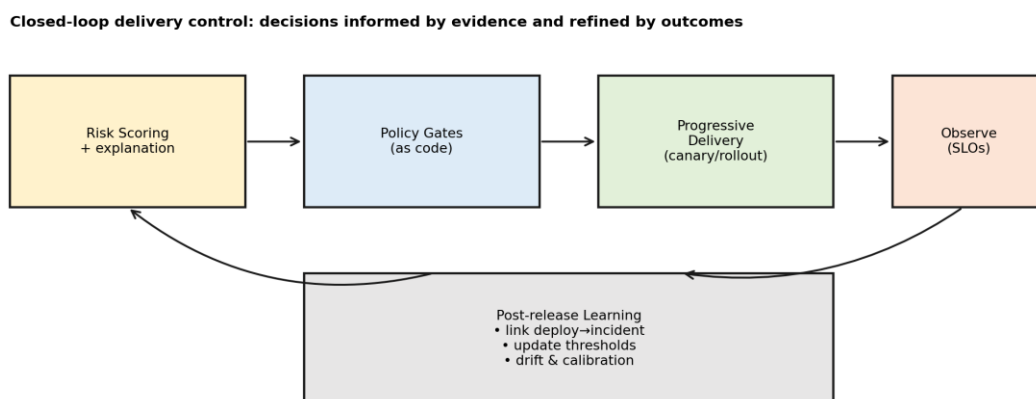 Closed-loop delivery control: decisions informed by evidence and refined by outcomes
Risk Scoring
+ explanation
Policy Gates
(as code)
Progressive
Delivery
(canary/rollout)
Observe
(SLOs)
Post-release Learning
• link deploy→incident
• update thresholds
• drift & calibration